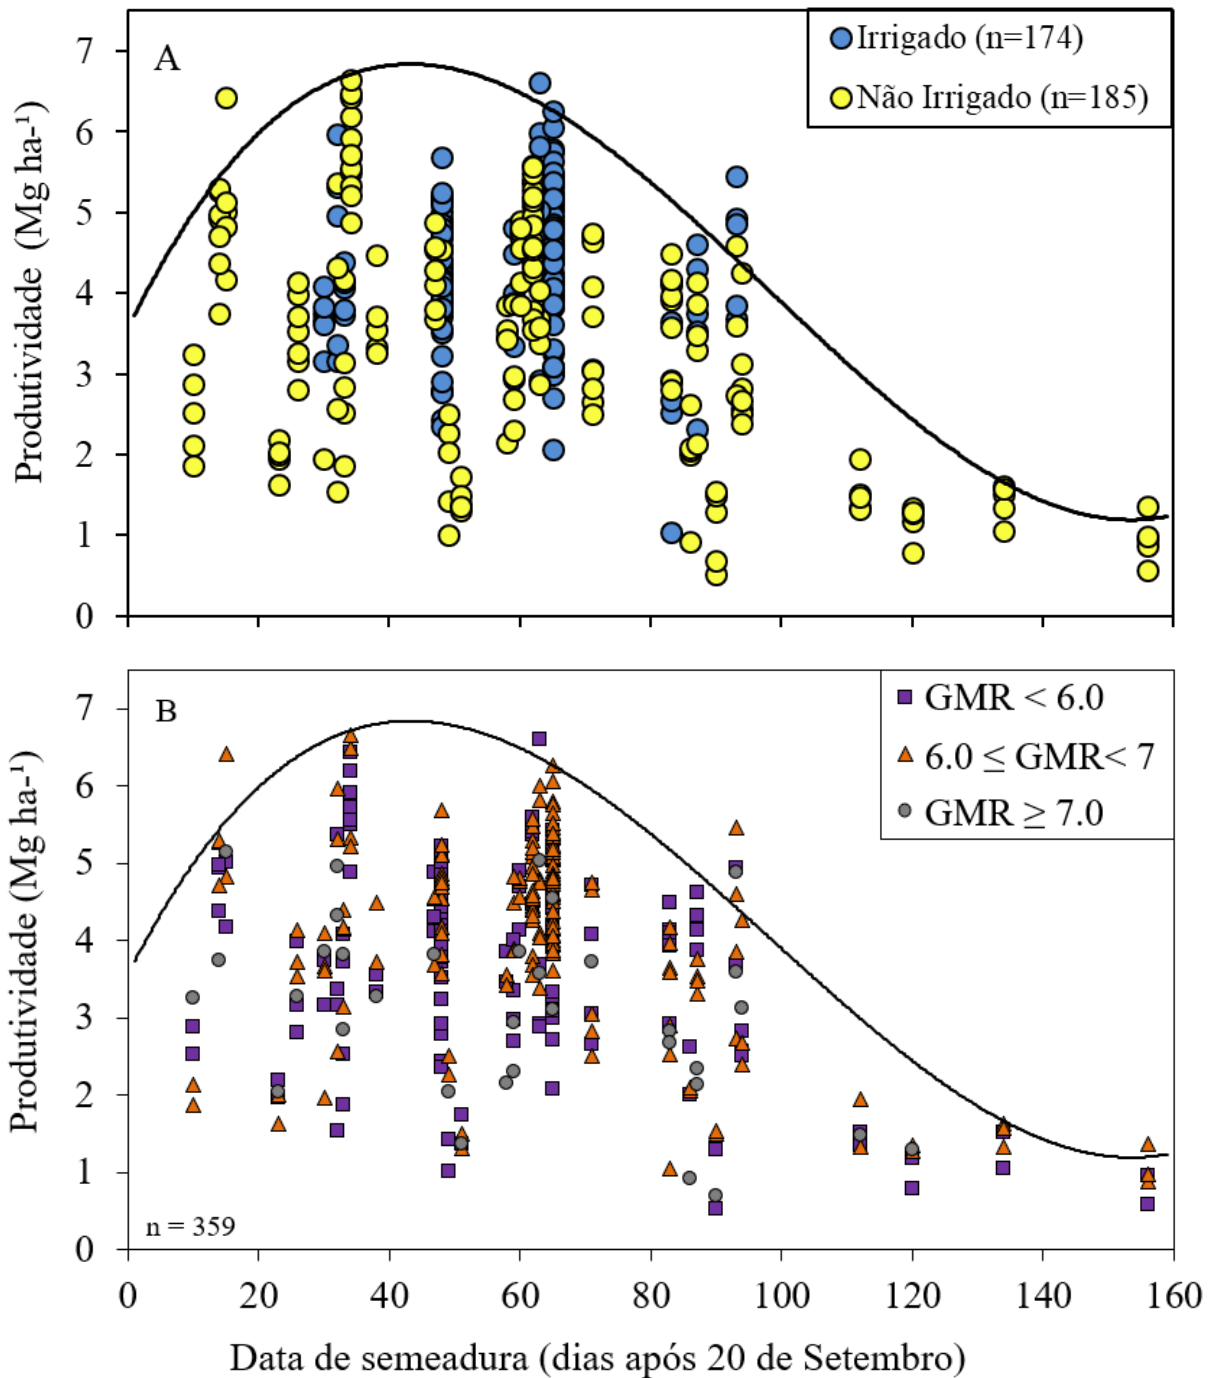 A
Irrigado (n=174)
Não Irrigado (n=185)
7
6
5
4
3
2
1
0
Produtividade (Mg ha-¹)
B
GMR < 6.0
6.0 ≤ GMR< 7
GMR ≥ 7.0
7
6
5
4
3
2
1
0
Produtividade (Mg ha-¹)
n = 359
0 20 40 60 80 100 120 140 160
Data de semeadura (dias após 20 de Setembro)